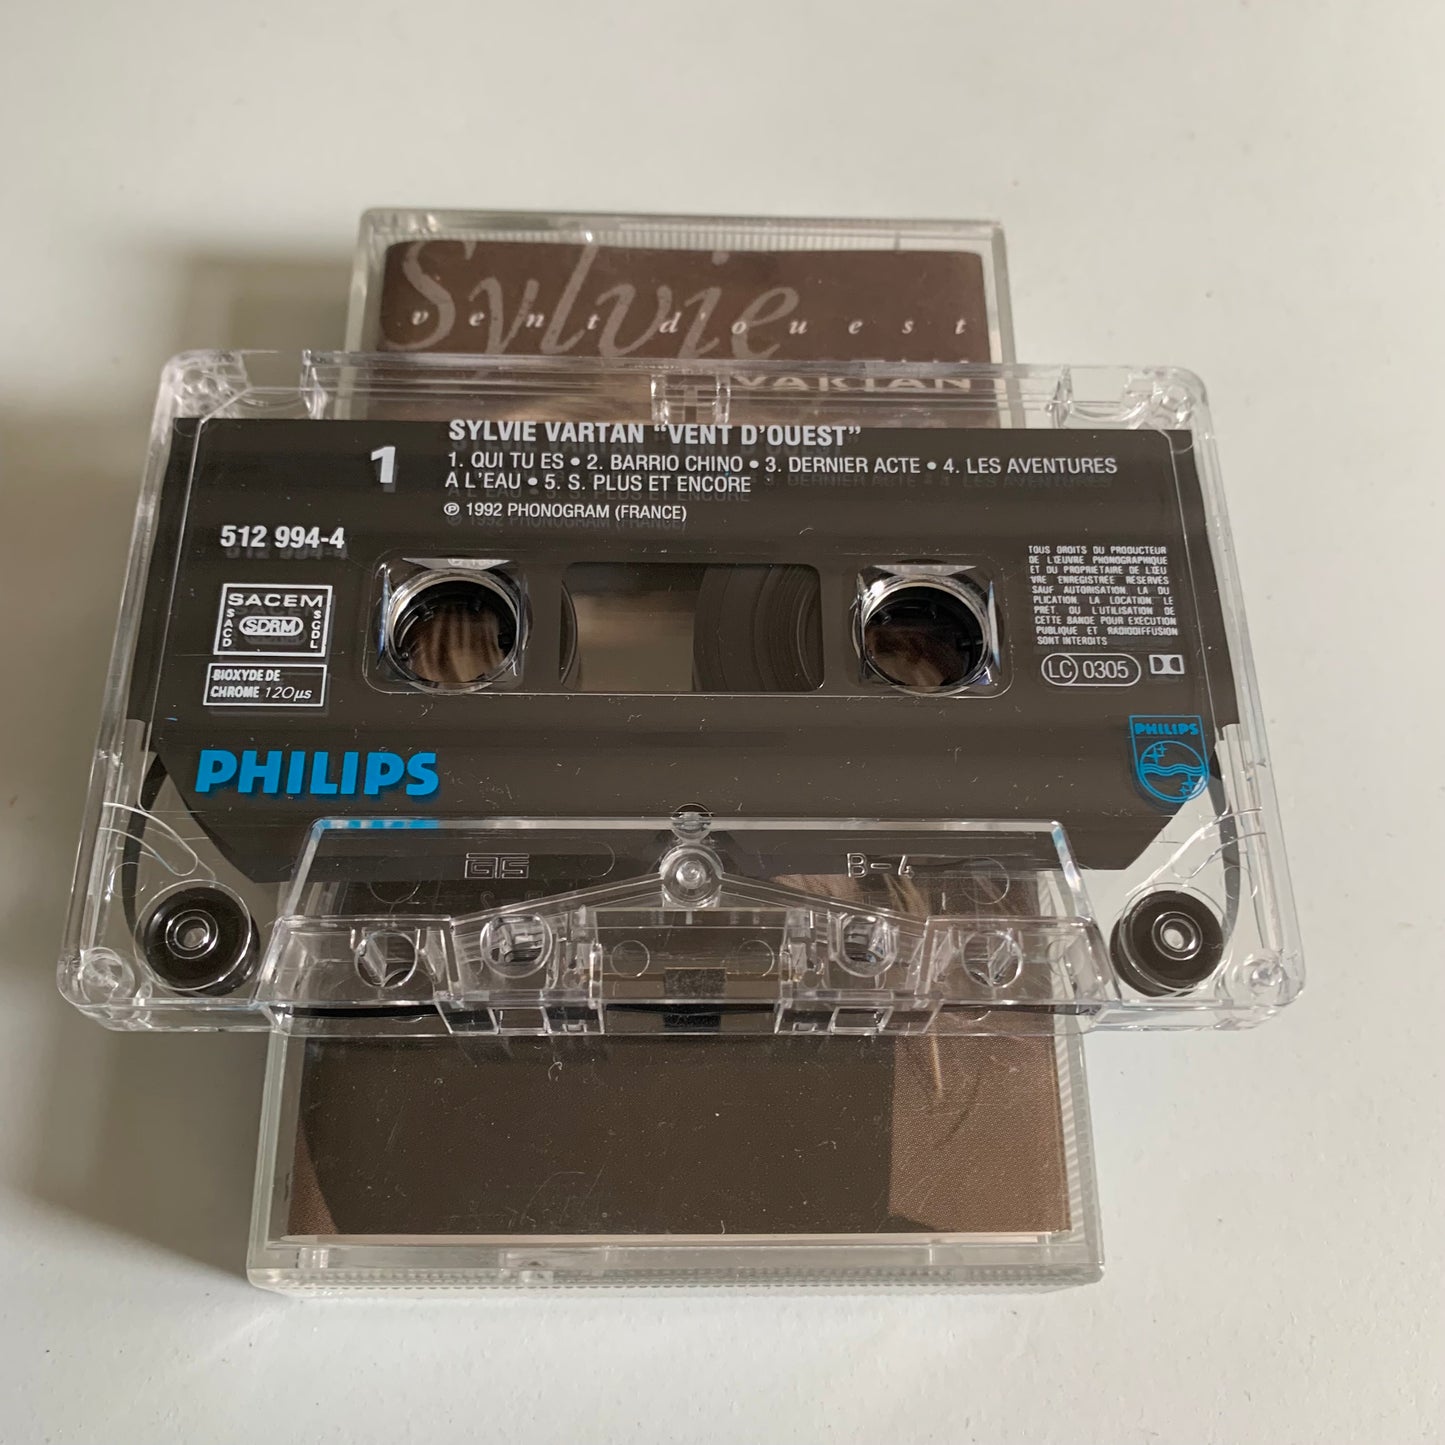 Sylvie
vent d'ouest
VARTAN
SYLVIE VARTAN "VENT D'OUEST"
1
1. QUI TU ES • 2. BARRIO CHINO • 3. DERNIER ACTE • 4. LES AVENTURES
A L'EAU • 5. S. PLUS ET ENCORE
℗ 1992 PHONOGRAM (FRANCE)
512 994-4
SACEM
SACD
SDRM
SGDL
BIOXYDE DE
CHROME 120µs
TOUS DROITS DU PRODUCTEUR
DE L'ŒUVRE PHONOGRAPHIQUE
ET DU PROPRIETAIRE DE L'ŒU
VRE ENREGISTREE RESERVES
SAUF AUTORISATION, LA DU
PLICATION, LA LOCATION, LE
PRET, OU L'UTILISATION DE
CETTE BANDE POUR EXECUTION
PUBLIQUE ET RADIODIFFUSION
SONT INTERDITS
LC 0305
PHILIPS
PHILIPS
GTS
B-4